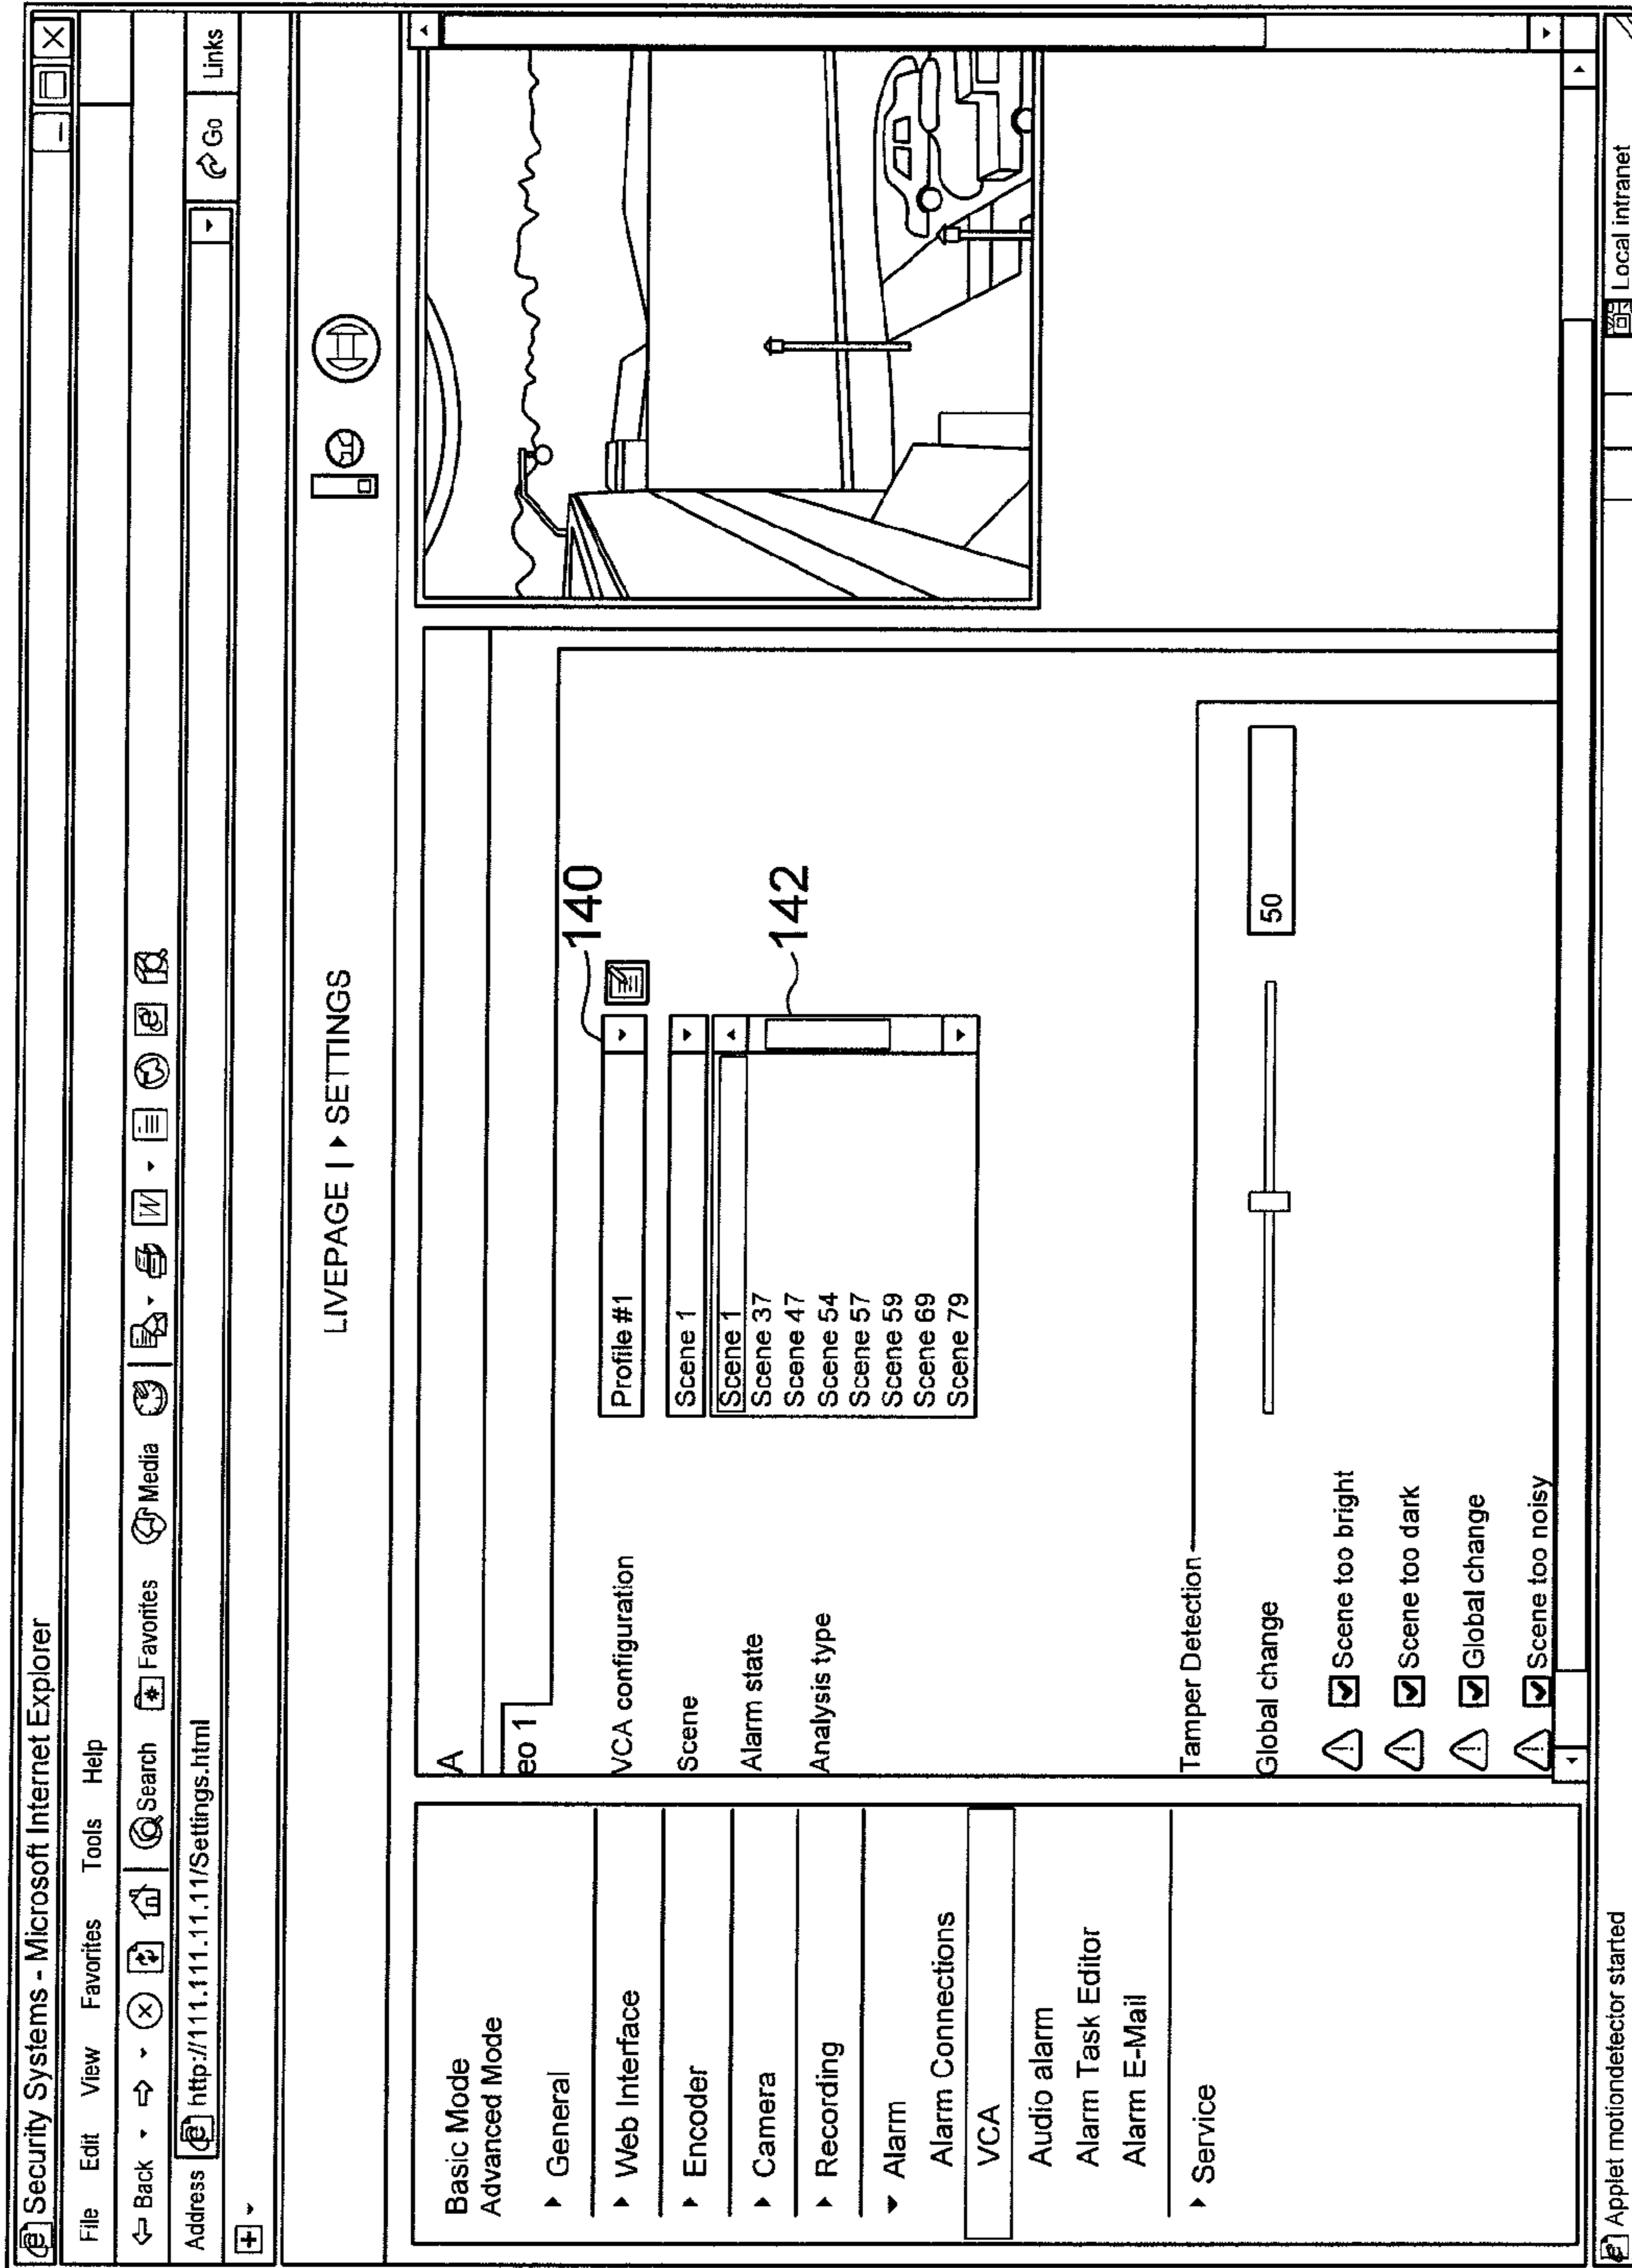 Security Systems - Microsoft Internet Explorer
File Edit View Favorites Tools Help
Back Search Favorites Media W
Address http://111.111.11.11/Settings.html Go Links
LIVEPAGE | SETTINGS
Basic Mode
Advanced Mode
General
Web Interface
Encoder
Camera
Recording
Alarm
Alarm Connections
VCA
Audio alarm
Alarm Task Editor
Alarm E-Mail
Service
A
eo 1
140
VCA configuration Profile #1
Scene Scene 1
Alarm state
Analysis type
Scene 1
Scene 37
Scene 47
Scene 54
Scene 57
Scene 59
Scene 69
Scene 79
142
Tamper Detection
Global change 50
Scene too bright
Scene too dark
Global change
Scene too noisy
Applet motiondetector started Local intranet